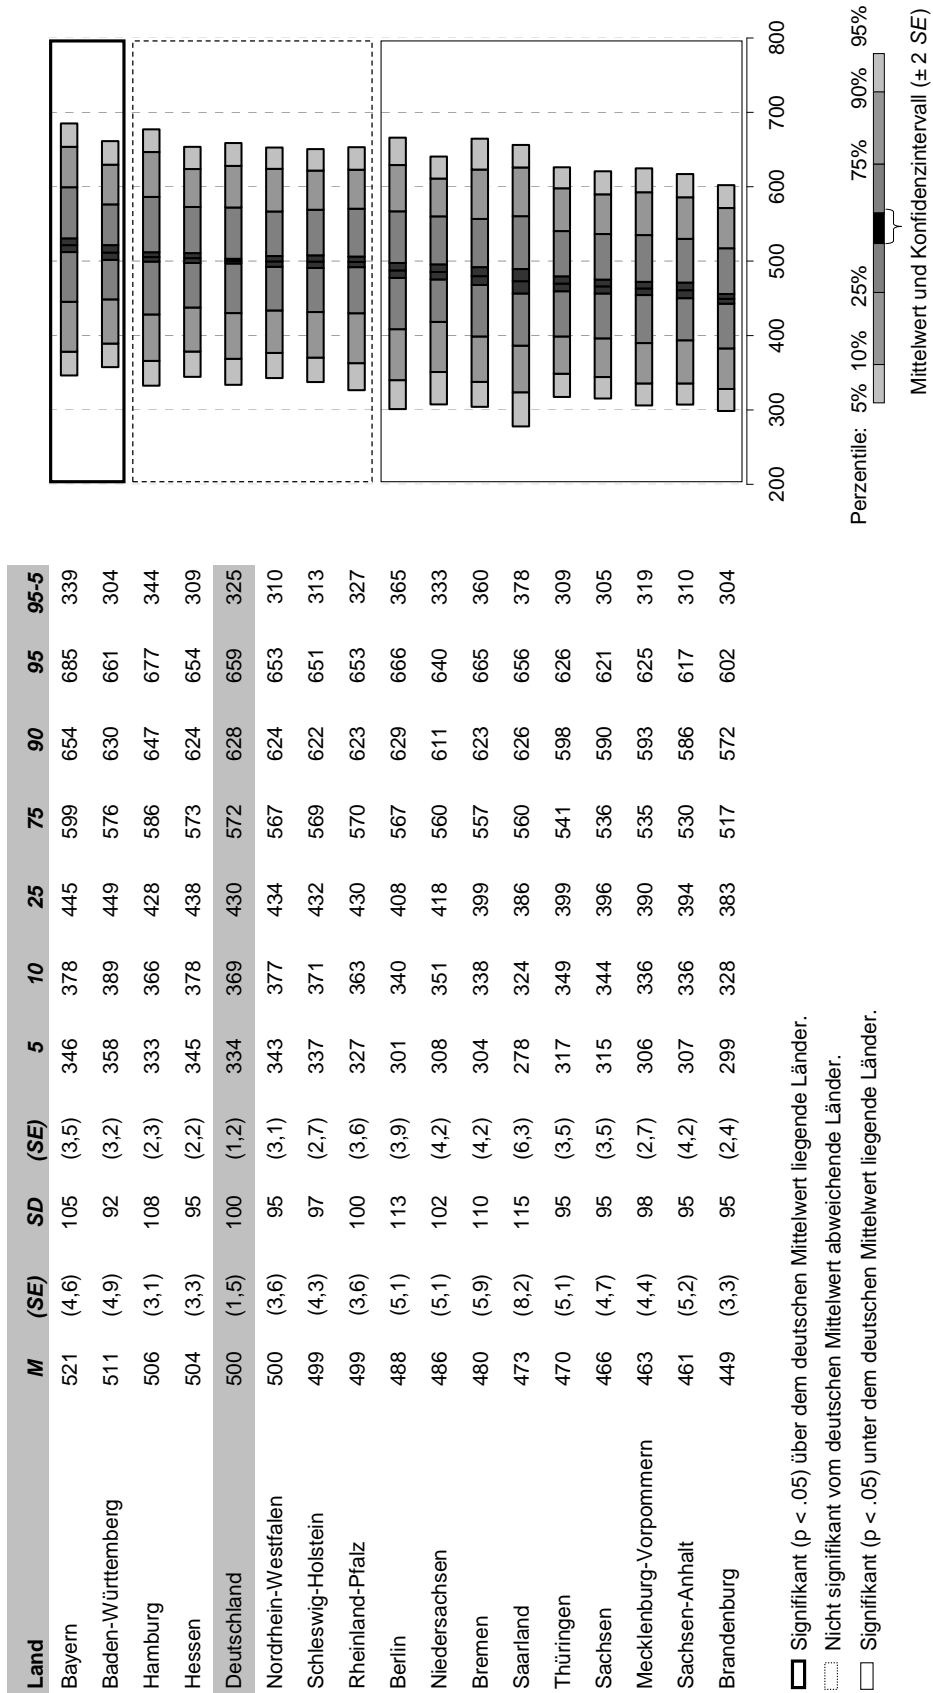 Land M (SE) SD (SE) 5 10 25 75 90 95 95-5
Bayern 521 (4,6) 105 (3,5) 346 378 445 599 654 685 339
Baden-Württemberg 511 (4,9) 92 (3,2) 358 389 449 576 630 661 304
Hamburg 506 (3,1) 108 (2,3) 333 366 428 586 647 677 344
Hessen 504 (3,3) 95 (2,2) 345 378 438 573 624 654 309
Deutschland 500 (1,5) 100 (1,2) 334 369 430 572 628 659 325
Nordrhein-Westfalen 500 (3,6) 95 (3,1) 343 377 434 567 624 653 310
Schleswig-Holstein 499 (4,3) 97 (2,7) 337 371 432 569 622 651 313
Rheinland-Pfalz 499 (3,6) 100 (3,6) 327 363 430 570 623 653 327
Berlin 488 (5,1) 113 (3,9) 301 340 408 567 629 666 365
Niedersachsen 486 (5,1) 102 (4,2) 308 351 418 560 611 640 333
Bremen 480 (5,9) 110 (4,2) 304 338 399 557 623 665 360
Saarland 473 (8,2) 115 (6,3) 278 324 386 560 626 656 378
Thüringen 470 (5,1) 95 (3,5) 317 349 399 541 598 626 309
Sachsen 466 (4,7) 95 (3,5) 315 344 396 536 590 621 305
Mecklenburg-Vorpommern 463 (4,4) 98 (2,7) 306 336 390 535 593 625 319
Sachsen-Anhalt 461 (5,2) 95 (4,2) 307 336 394 530 586 617 310
Brandenburg 449 (3,3) 95 (2,4) 299 328 383 517 572 602 304
200 300 400 500 600 700 800
Signifikant (p < .05) über dem deutschen Mittelwert liegende Länder.
Nicht signifikant vom deutschen Mittelwert abweichende Länder.
Signifikant (p < .05) unter dem deutschen Mittelwert liegende Länder.
Perzentile: 5% 10% 25% 75% 90% 95%
Mittelwert und Konfidenzintervall (± 2 SE)